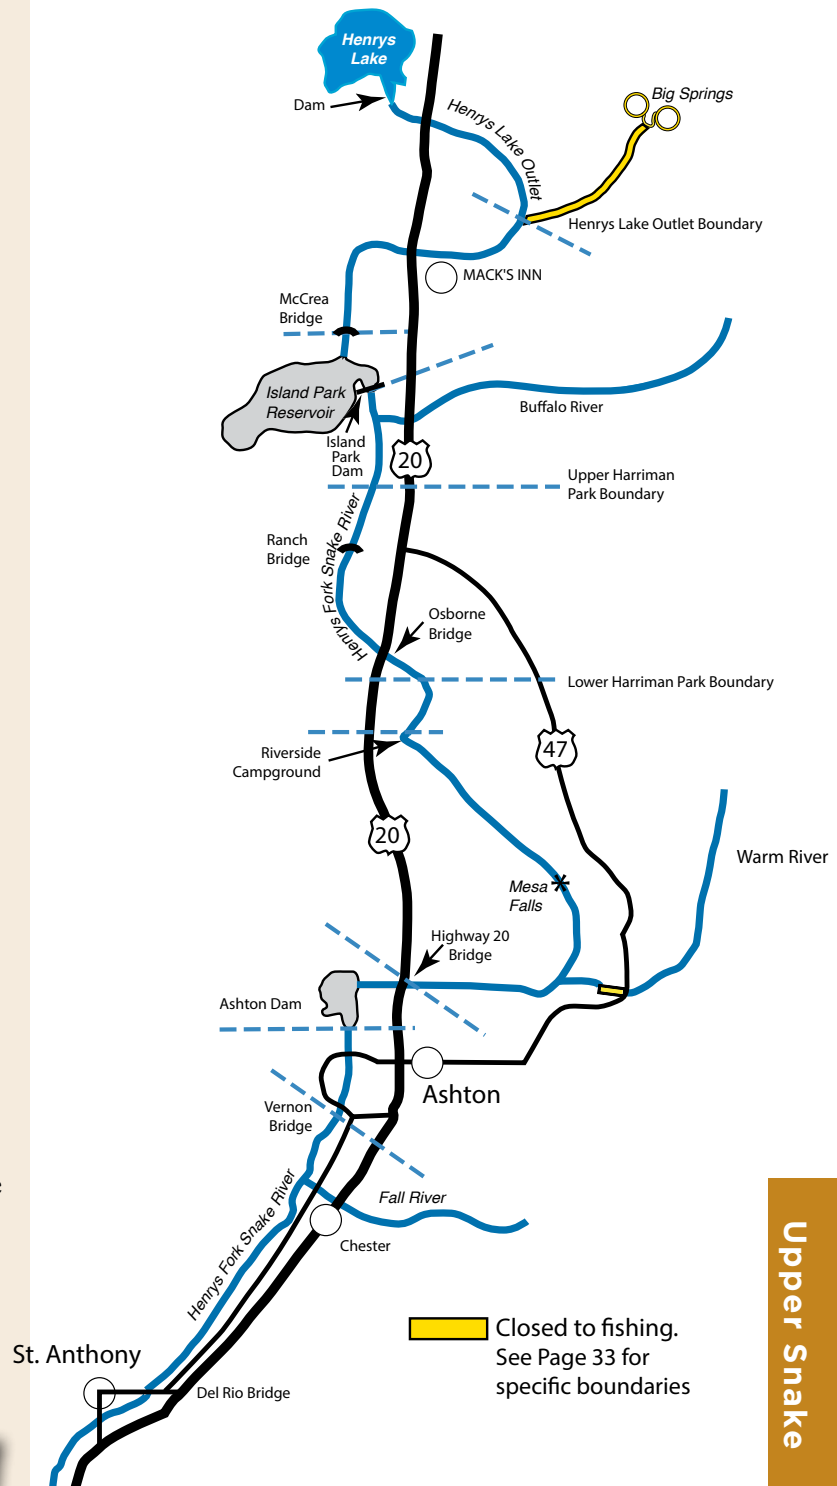 Henrys
Lake
Dam
Henrys Lake Outlet
Big Springs
Henrys Lake Outlet Boundary
MACK'S INN
McCrea
Bridge
Island Park
Reservoir
Buffalo River
Island
Park
Dam
20
Upper Harriman
Park Boundary
Henrys Fork Snake River
Ranch
Bridge
Osborne
Bridge
Lower Harriman Park Boundary
Riverside
Campground
47
20
Warm River
Mesa
Falls
Highway 20
Bridge
Ashton Dam
Ashton
Vernon
Bridge
Fall River
Henrys Fork Snake River
Chester
Closed to fishing.
See Page 33 for
specific boundaries
St. Anthony
Del Rio Bridge
Upper Snake